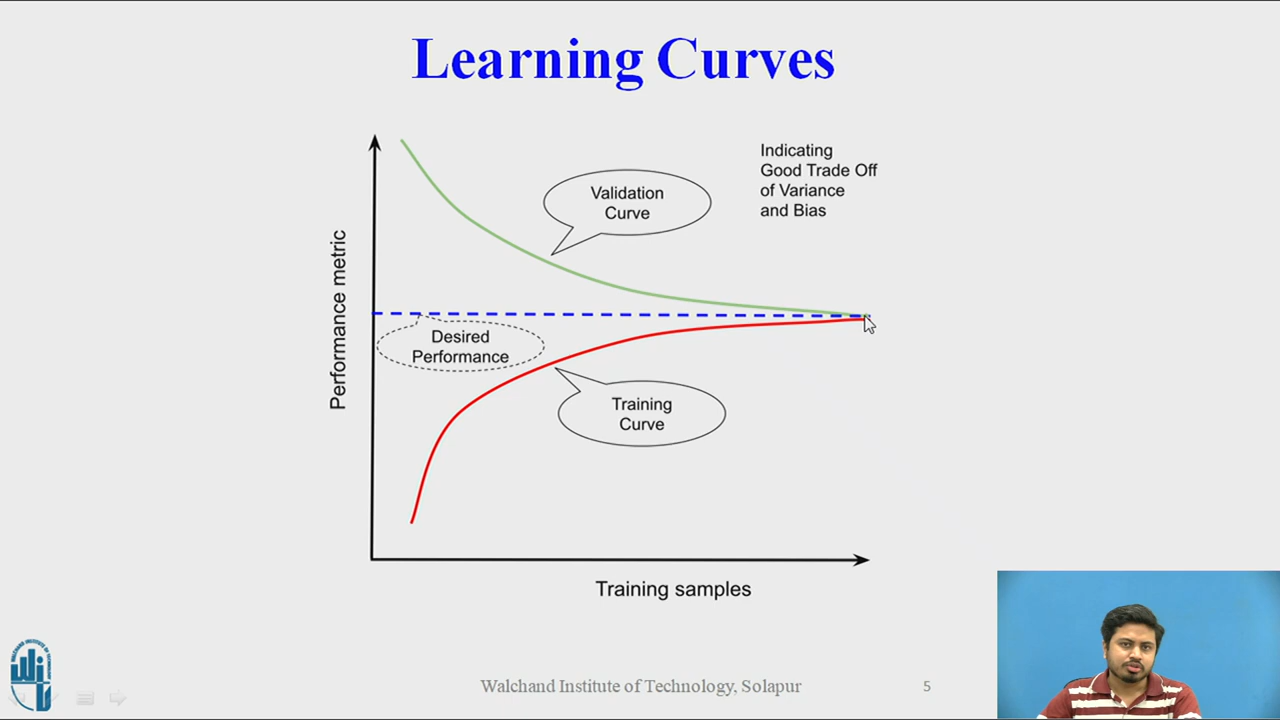 Learning Curves
Indicating
Good Trade Off
of Variance
and Bias
Validation
Curve
Performance metric
Desired
Performance
Training
Curve
Training samples
Walchand Institute of Technology, Solapur
5